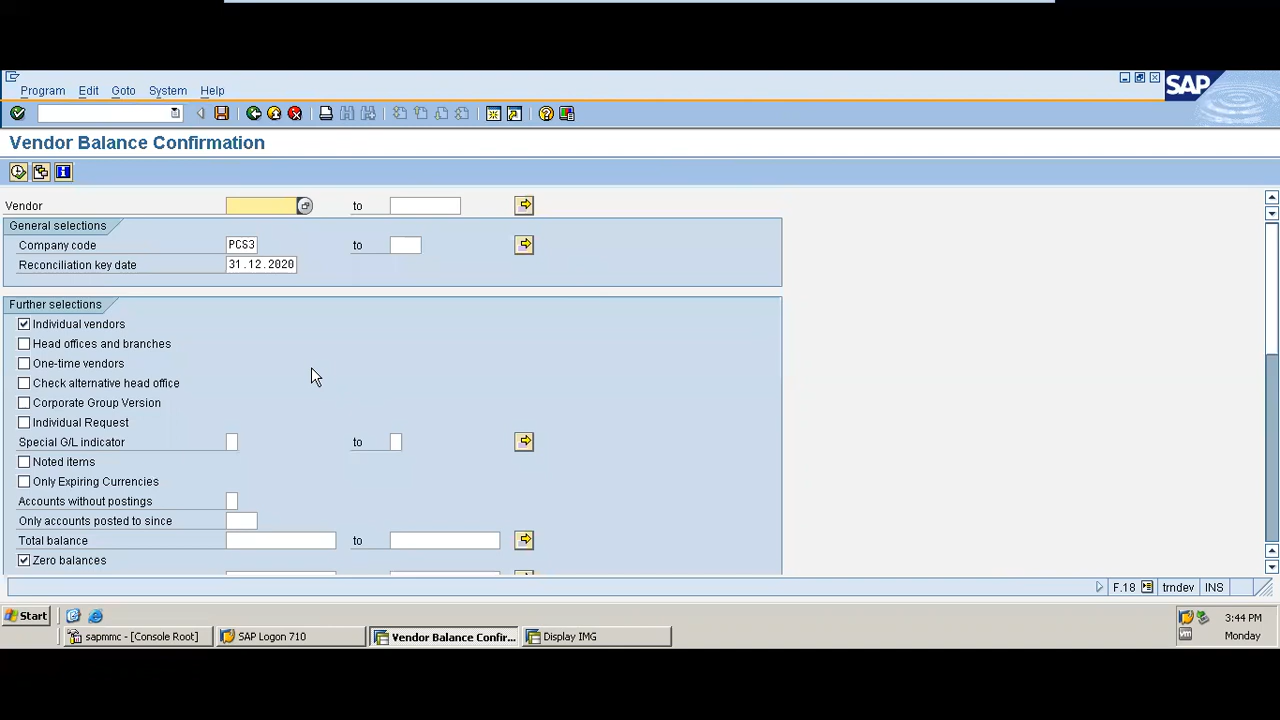 Program Edit Goto System Help
SAP
Vendor Balance Confirmation
Vendor to
General selections
Company code PCS3 to
Reconciliation key date 31.12.2020
Further selections
Individual vendors
Head offices and branches
One-time vendors
Check alternative head office
Corporate Group Version
Individual Request
Special G/L indicator to
Noted items
Only Expiring Currencies
Accounts without postings
Only accounts posted to since
Total balance to
Zero balances
F.18 trndev INS
Start
sapmmc - [Console Root] SAP Logon 710 Vendor Balance Confir... Display IMG
3:44 PM
Monday